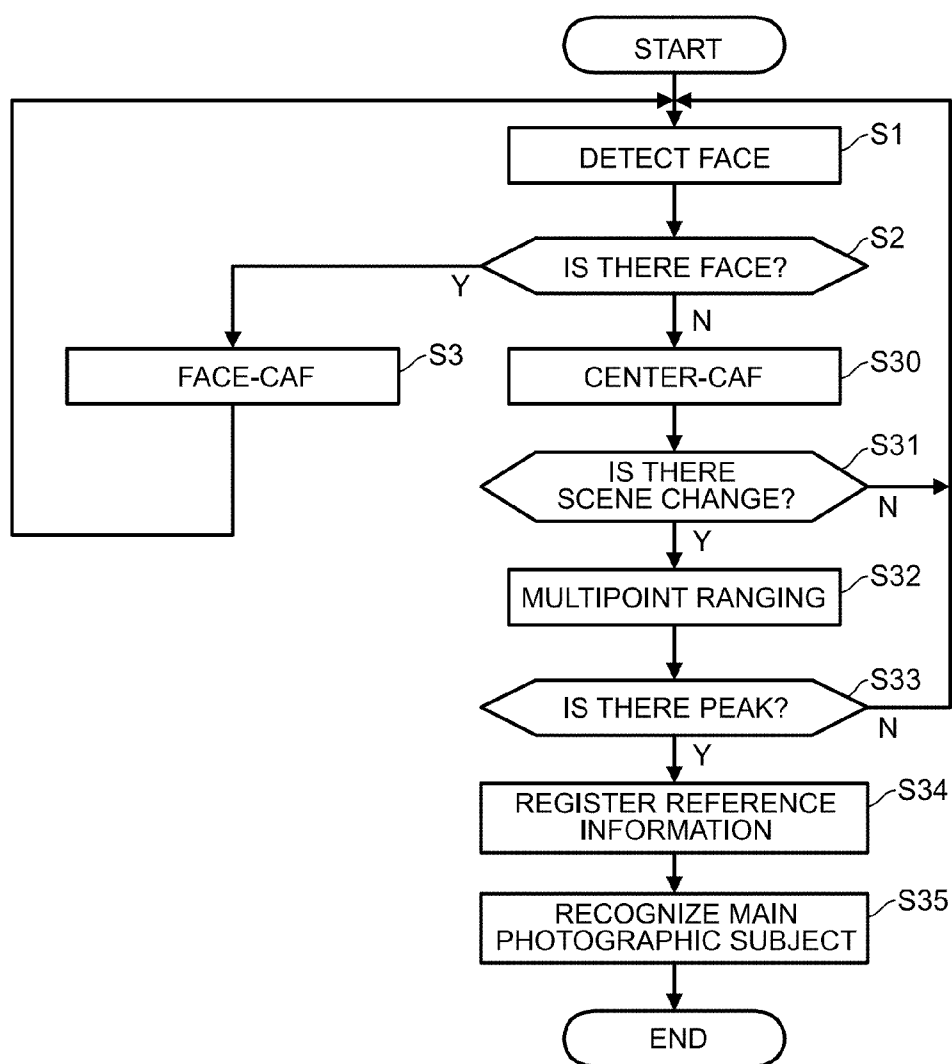 START
DETECT FACE
S1
IS THERE FACE?
S2
Y
N
FACE-CAF
S3
CENTER-CAF
S30
IS THERE
SCENE CHANGE?
S31
N
Y
MULTIPOINT RANGING
S32
IS THERE PEAK?
S33
N
Y
REGISTER REFERENCE
INFORMATION
S34
RECOGNIZE MAIN
PHOTOGRAPHIC SUBJECT
S35
END